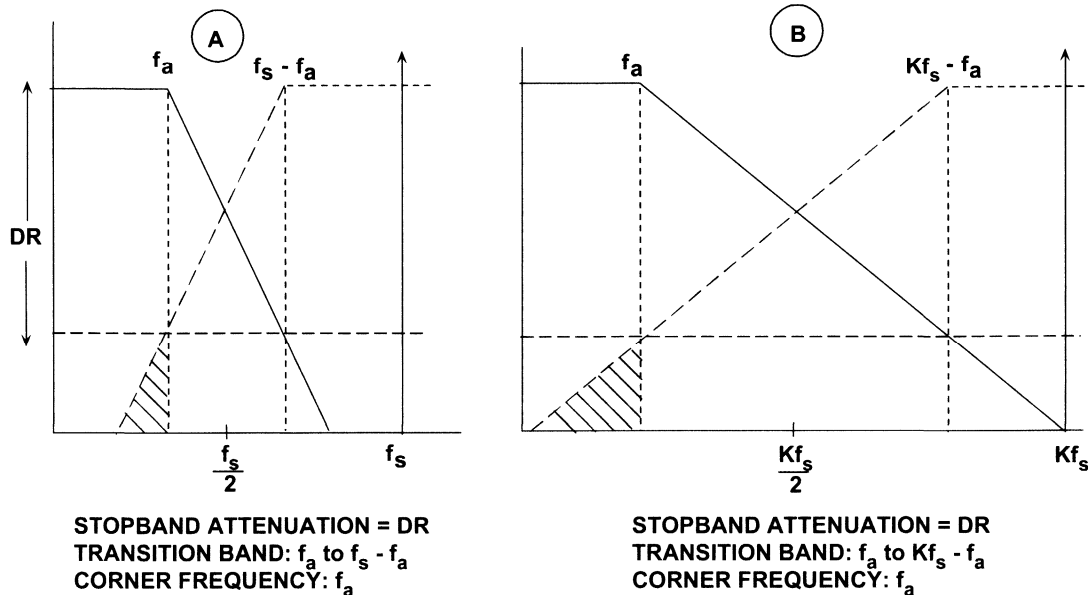 A
B
f_a
f_s - f_a
f_a
Kf_s - f_a
DR
f_s
2
f_s
Kf_s
2
Kf_s
STOPBAND ATTENUATION = DR
TRANSITION BAND: f_a to f_s - f_a
CORNER FREQUENCY: f_a
STOPBAND ATTENUATION = DR
TRANSITION BAND: f_a to Kf_s - f_a
CORNER FREQUENCY: f_a